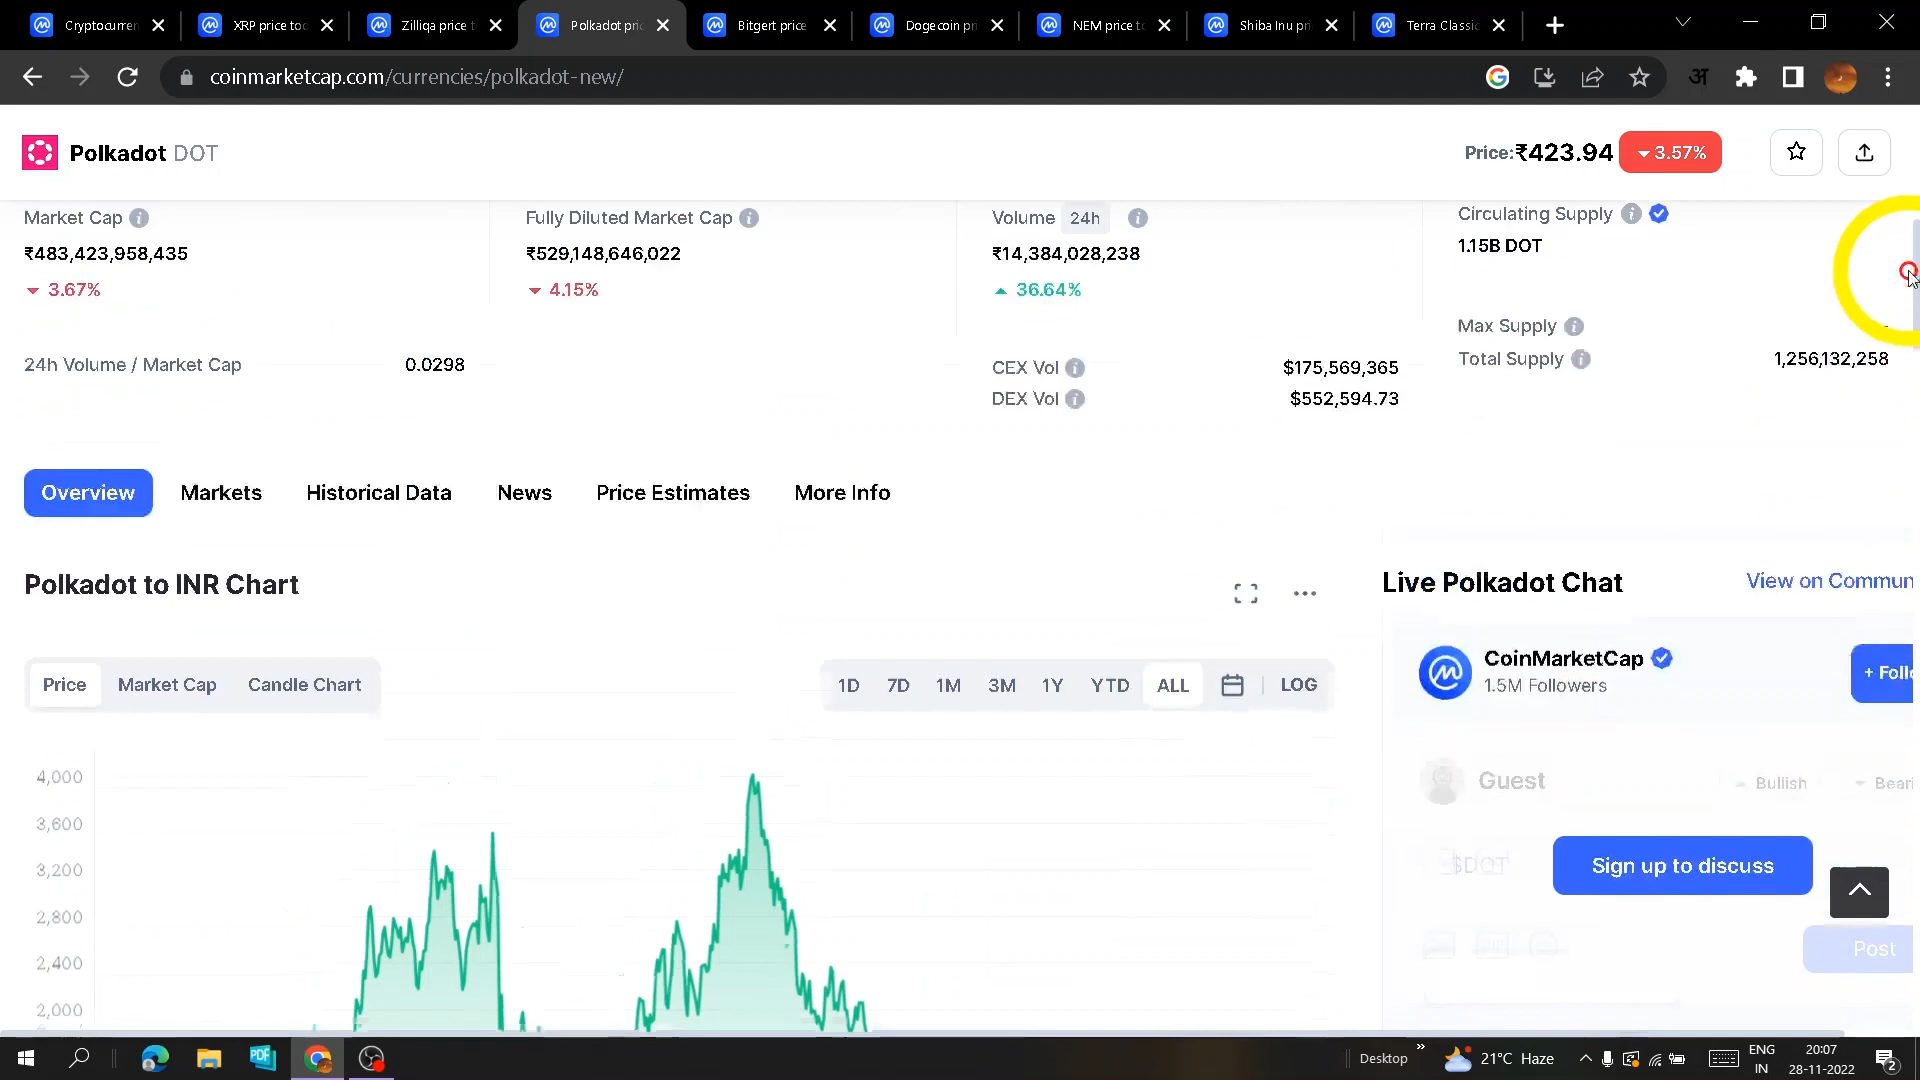 Cryptocurren
XRP price to
Zilliqa price t
Polkadot pric
Bitgert price
Dogecoin pr
NEM price to
Shiba Inu pri
Terra Classic
coinmarketcap.com/currencies/polkadot-new/
अ
Polkadot DOT
Price:₹423.94 3.57%
Market Cap
₹483,423,958,435
3.67%
24h Volume / Market Cap 0.0298
Fully Diluted Market Cap
₹529,148,646,022
4.15%
Volume 24h
₹14,384,028,238
36.64%
CEX Vol $175,569,365
DEX Vol $552,594.73
Circulating Supply
1.15B DOT
Max Supply --
Total Supply 1,256,132,258
Overview Markets Historical Data News Price Estimates More Info
Polkadot to INR Chart
Price Market Cap Candle Chart
1D 7D 1M 3M 1Y YTD ALL LOG
4,000
3,600
3,200
2,800
2,400
2,000
Live Polkadot Chat
View on Commun
CoinMarketCap
1.5M Followers
+ Follo
Guest
Bullish
Beari
$DOT
Sign up to discuss
Post
PDF
Desktop
21°C Haze
ENG
IN
20:07
28-11-2022
2